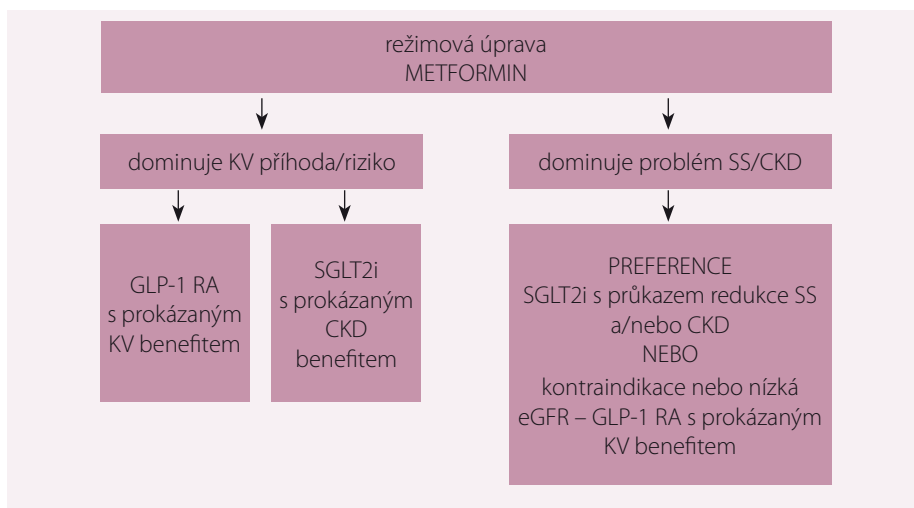 režimová úprava
METFORMIN
dominuje KV příhoda/riziko
dominuje problém SS/CKD
GLP-1 RA
s prokázaným
KV benefitem
SGLT2i
s prokázaným
CKD
benefitem
PREFERENCE
SGLT2i s průkazem redukce SS
a/nebo CKD
NEBO
kontraindikace nebo nízká
eGFR – GLP-1 RA s prokázaným
KV benefitem